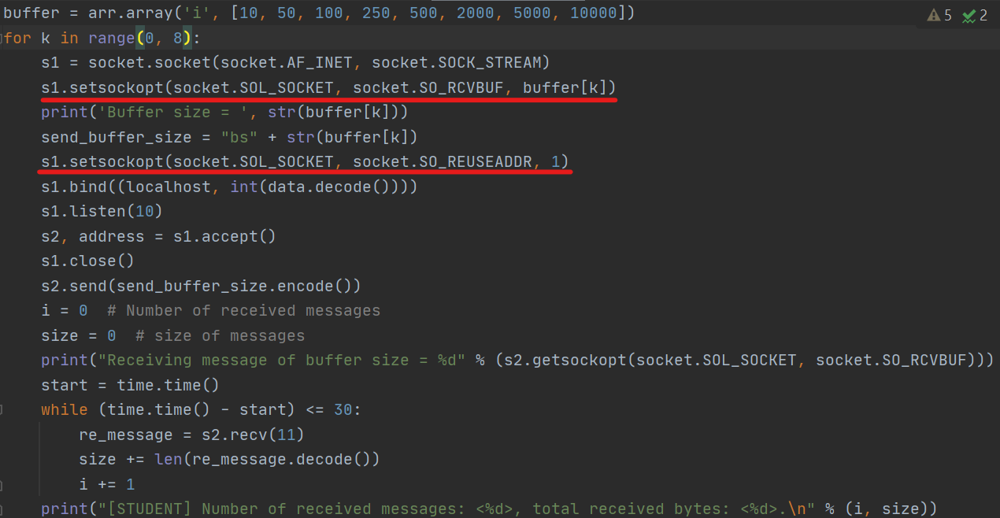 buffer = arr.array('i', [10, 50, 100, 250, 500, 2000, 5000, 10000])
5 2
for k in range(0, 8):
    s1 = socket.socket(socket.AF_INET, socket.SOCK_STREAM)
    s1.setsockopt(socket.SOL_SOCKET, socket.SO_RCVBUF, buffer[k])
    print('Buffer size = ', str(buffer[k]))
    send_buffer_size = "bs" + str(buffer[k])
    s1.setsockopt(socket.SOL_SOCKET, socket.SO_REUSEADDR, 1)
    s1.bind((localhost, int(data.decode())))
    s1.listen(10)
    s2, address = s1.accept()
    s1.close()
    s2.send(send_buffer_size.encode())
    i = 0  # Number of received messages
    size = 0  # size of messages
    print("Receiving message of buffer size = %d" % (s2.getsockopt(socket.SOL_SOCKET, socket.SO_RCVBUF)))
    start = time.time()
    while (time.time() - start) <= 30:
        re_message = s2.recv(11)
        size += len(re_message.decode())
        i += 1
    print("[STUDENT] Number of received messages: <%d>, total received bytes: <%d>.\n" % (i, size))